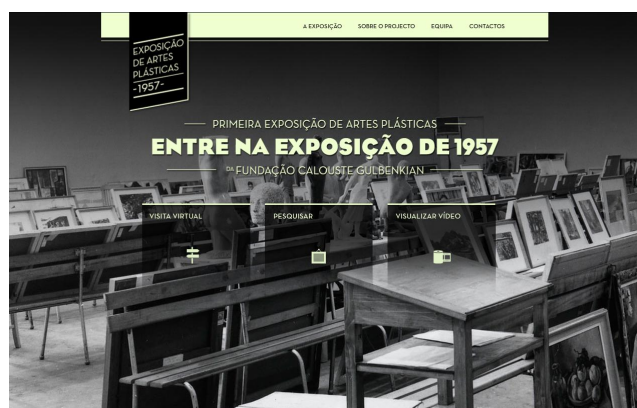 A EXPOSIÇÃO SOBRE O PROJECTO EQUIPA CONTACTOS
EXPOSIÇÃO
DE ARTES
PLÁSTICAS
-1957-
PRIMEIRA EXPOSIÇÃO DE ARTES PLÁSTICAS
ENTRE NA EXPOSIÇÃO DE 1957
DA FUNDAÇÃO CALOUSTE GULBENKIAN
VISITA VIRTUAL PESQUISAR VISUALIZAR VÍDEO